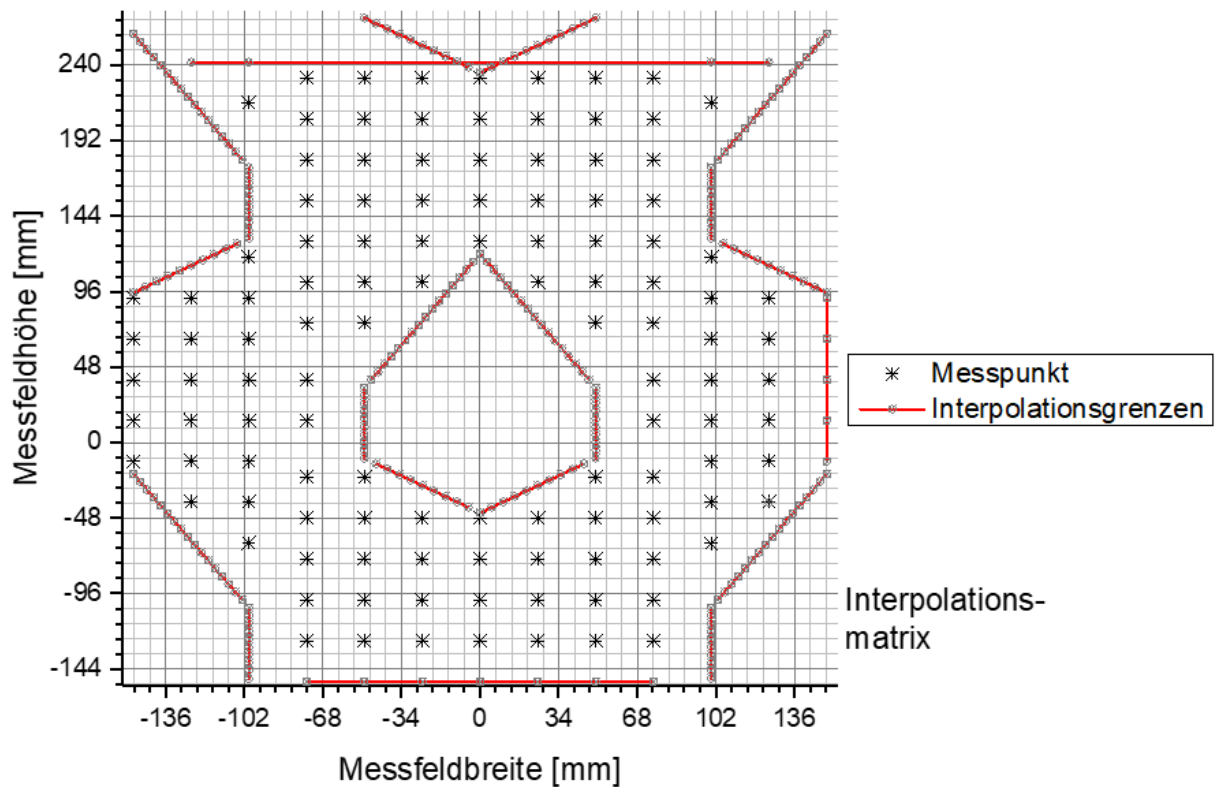 240
192
144
96
48
0
-48
-96
-144
Messfeldhöhe [mm]
-136 -102 -68 -34 0 34 68 102 136
Messfeldbreite [mm]
Messpunkt
Interpolationsgrenzen
Interpolations-
matrix